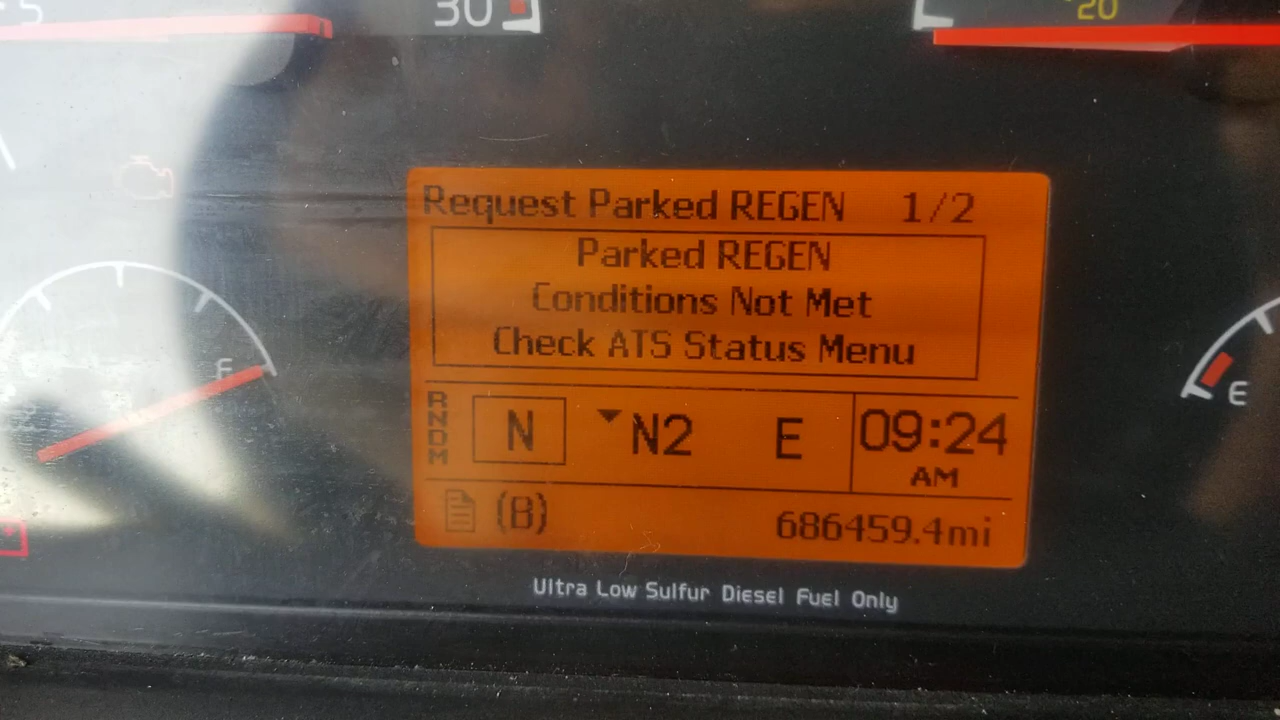 5
30
20
Request Parked REGEN 1/2
Parked REGEN
Conditions Not Met
Check ATS Status Menu
RNDM
N N2 E 09:24
AM
(B) 686459.4mi
F
E
Ultra Low Sulfur Diesel Fuel Only